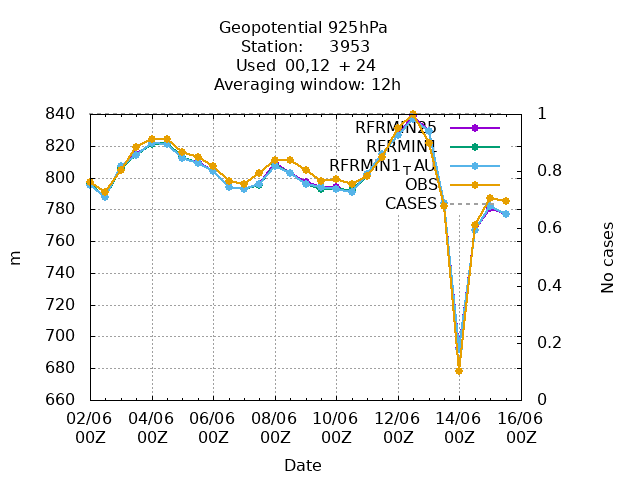 Geopotential 925hPa
Station: 3953
Used 00,12 + 24
Averaging window: 12h
840
820
800
780
760
740
720
700
680
660
m
1
0.8
0.6
0.4
0.2
0
No cases
RFRMIN25
RFRMIN1
RFRMIN1_T_AU
OBS
CASES
02/06 04/06 06/06 08/06 10/06 12/06 14/06 16/06
00Z 00Z 00Z 00Z 00Z 00Z 00Z 00Z
Date